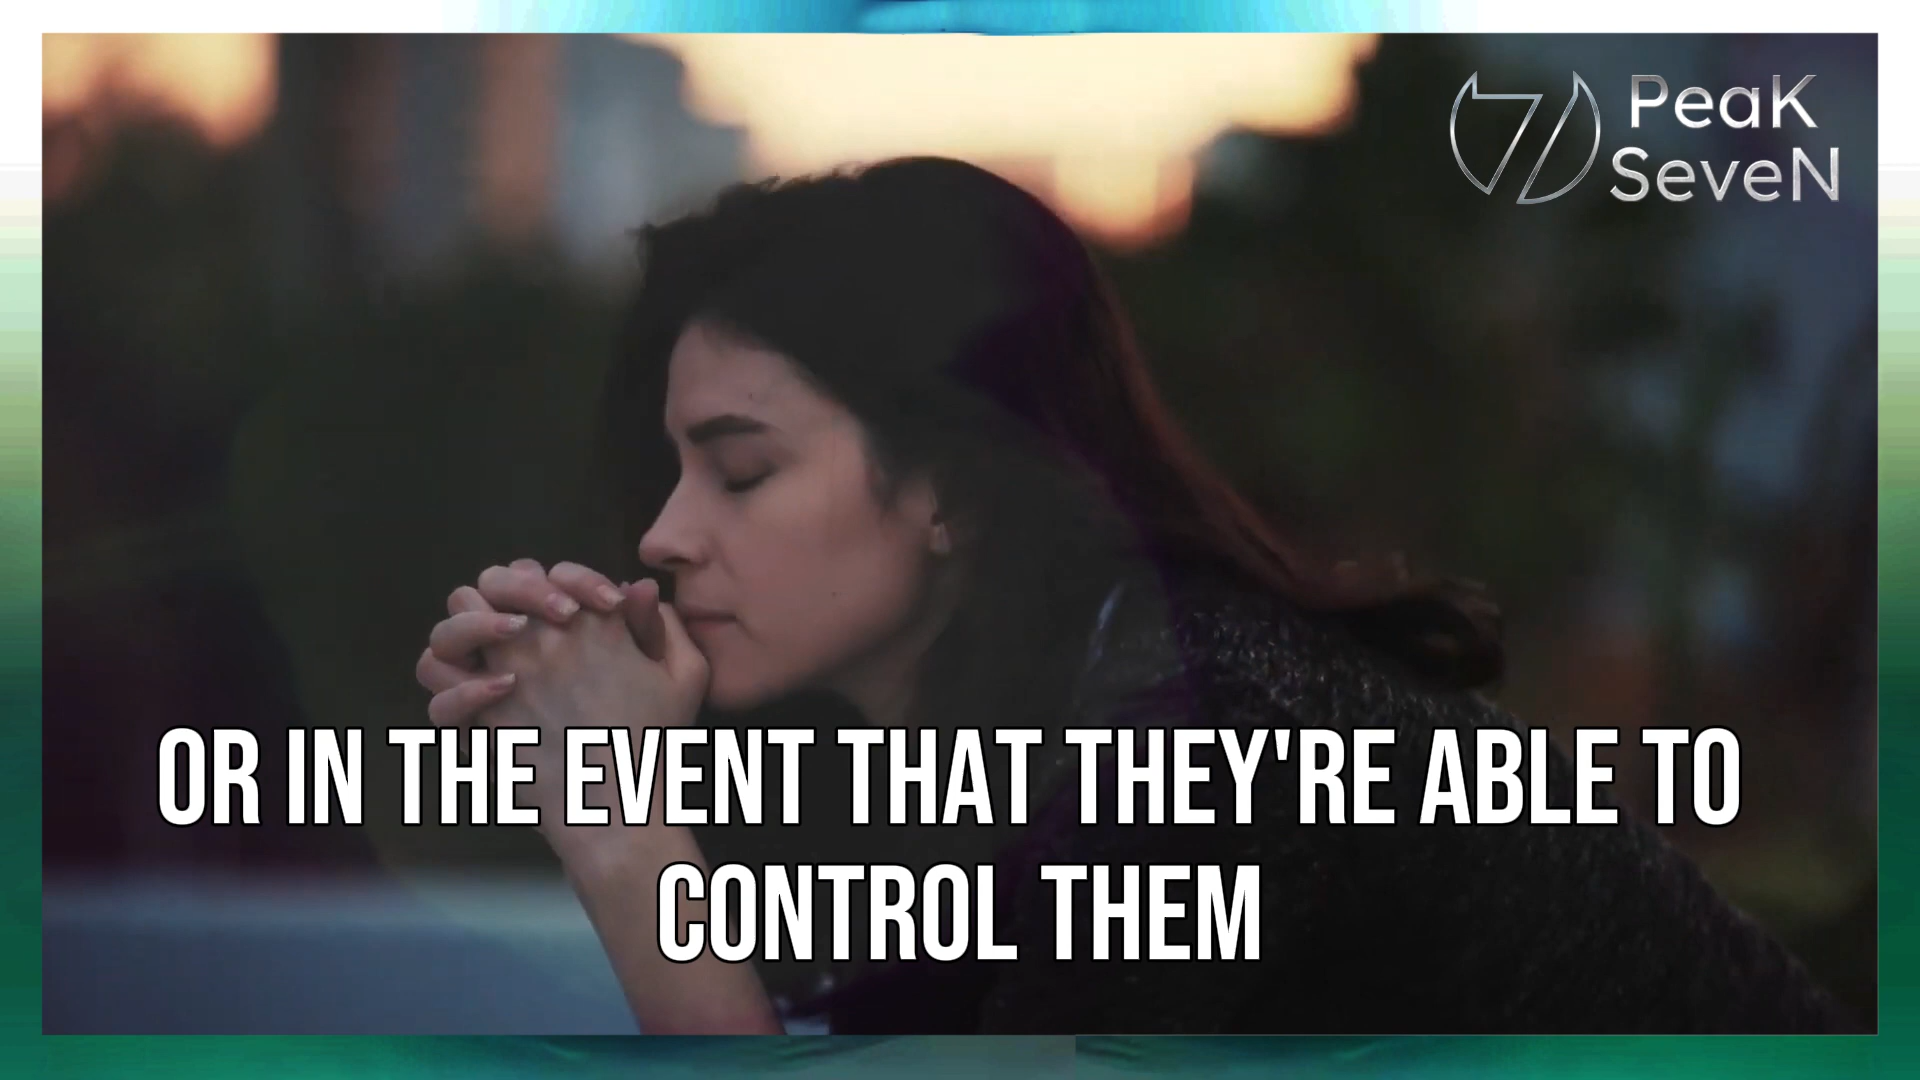 PeaK
SeveN
OR IN THE EVENT THAT THEY'RE ABLE TO
CONTROL THEM